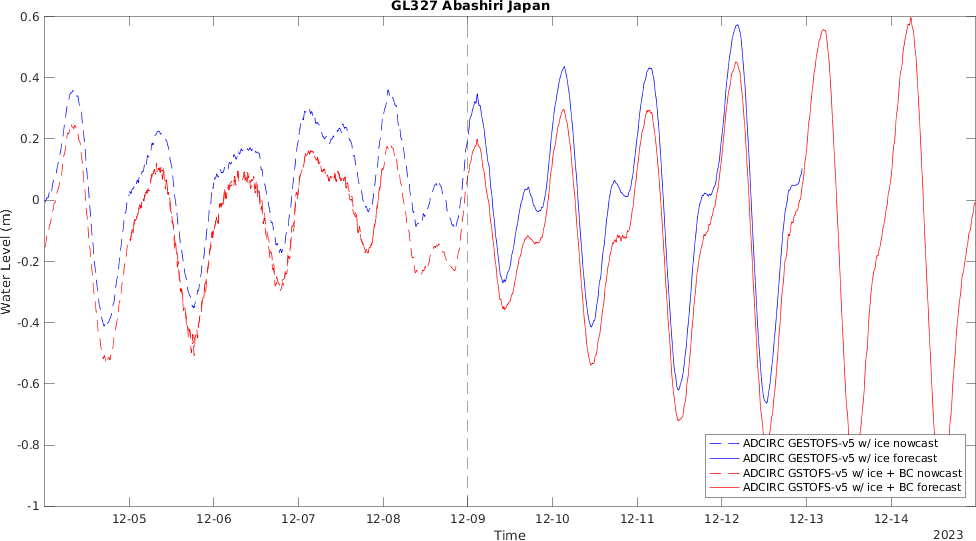 GL327 Abashiri Japan
0.6
0.4
0.2
0
-0.2
-0.4
-0.6
-0.8
-1
Water Level (m)
ADCIRC GESTOFS-v5 w/ ice nowcast
ADCIRC GESTOFS-v5 w/ ice forecast
ADCIRC GSTOFS-v5 w/ice + BC nowcast
ADCIRC GSTOFS-v5 w/ice + BC forecast
12-05 12-06 12-07 12-08 12-09 12-10 12-11 12-12 12-13 12-14
Time
2023